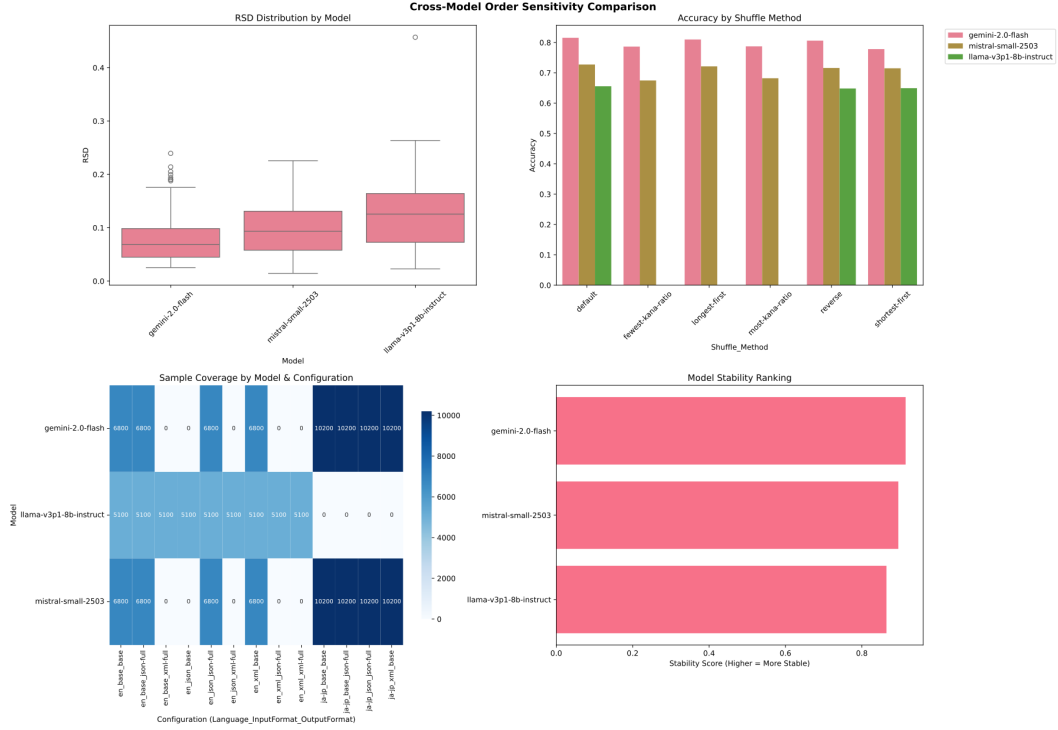 Cross-Model Order Sensitivity Comparison
RSD Distribution by Model
RSD
0.4
0.3
0.2
0.1
0.0
gemini-2.0-flash
mistral-small-2503
llama-v3p1-8b-instruct
Model
Accuracy by Shuffle Method
Accuracy
0.8
0.7
0.6
0.5
0.4
0.3
0.2
0.1
0.0
default
fewest-kana-ratio
longest-first
most-kana-ratio
reverse
shortest-first
Shuffle_Method
gemini-2.0-flash
mistral-small-2503
llama-v3p1-8b-instruct
Sample Coverage by Model & Configuration
Model
gemini-2.0-flash
6800 6800 0 0 6800 0 6800 0 0 10200 10200 10200 10200
llama-v3p1-8b-instruct
5100 5100 5100 5100 5100 5100 5100 5100 5100 0 0 0 0
mistral-small-2503
6800 6800 0 0 6800 0 6800 0 0 10200 10200 10200 10200
en_base_base
en_base_json-full
en_base_xml-full
en_json_base
en_json_json-full
en_json_xml-full
en_xml_base
en_xml_json-full
en_xml_xml-full
ja-jp_base_base
ja-jp_base_json-full
ja-jp_json_json-full
ja-jp_xml_base
Configuration (Language_InputFormat_OutputFormat)
10000
8000
6000
4000
2000
0
Model Stability Ranking
gemini-2.0-flash
mistral-small-2503
llama-v3p1-8b-instruct
0.0
0.2
0.4
0.6
0.8
Stability Score (Higher = More Stable)